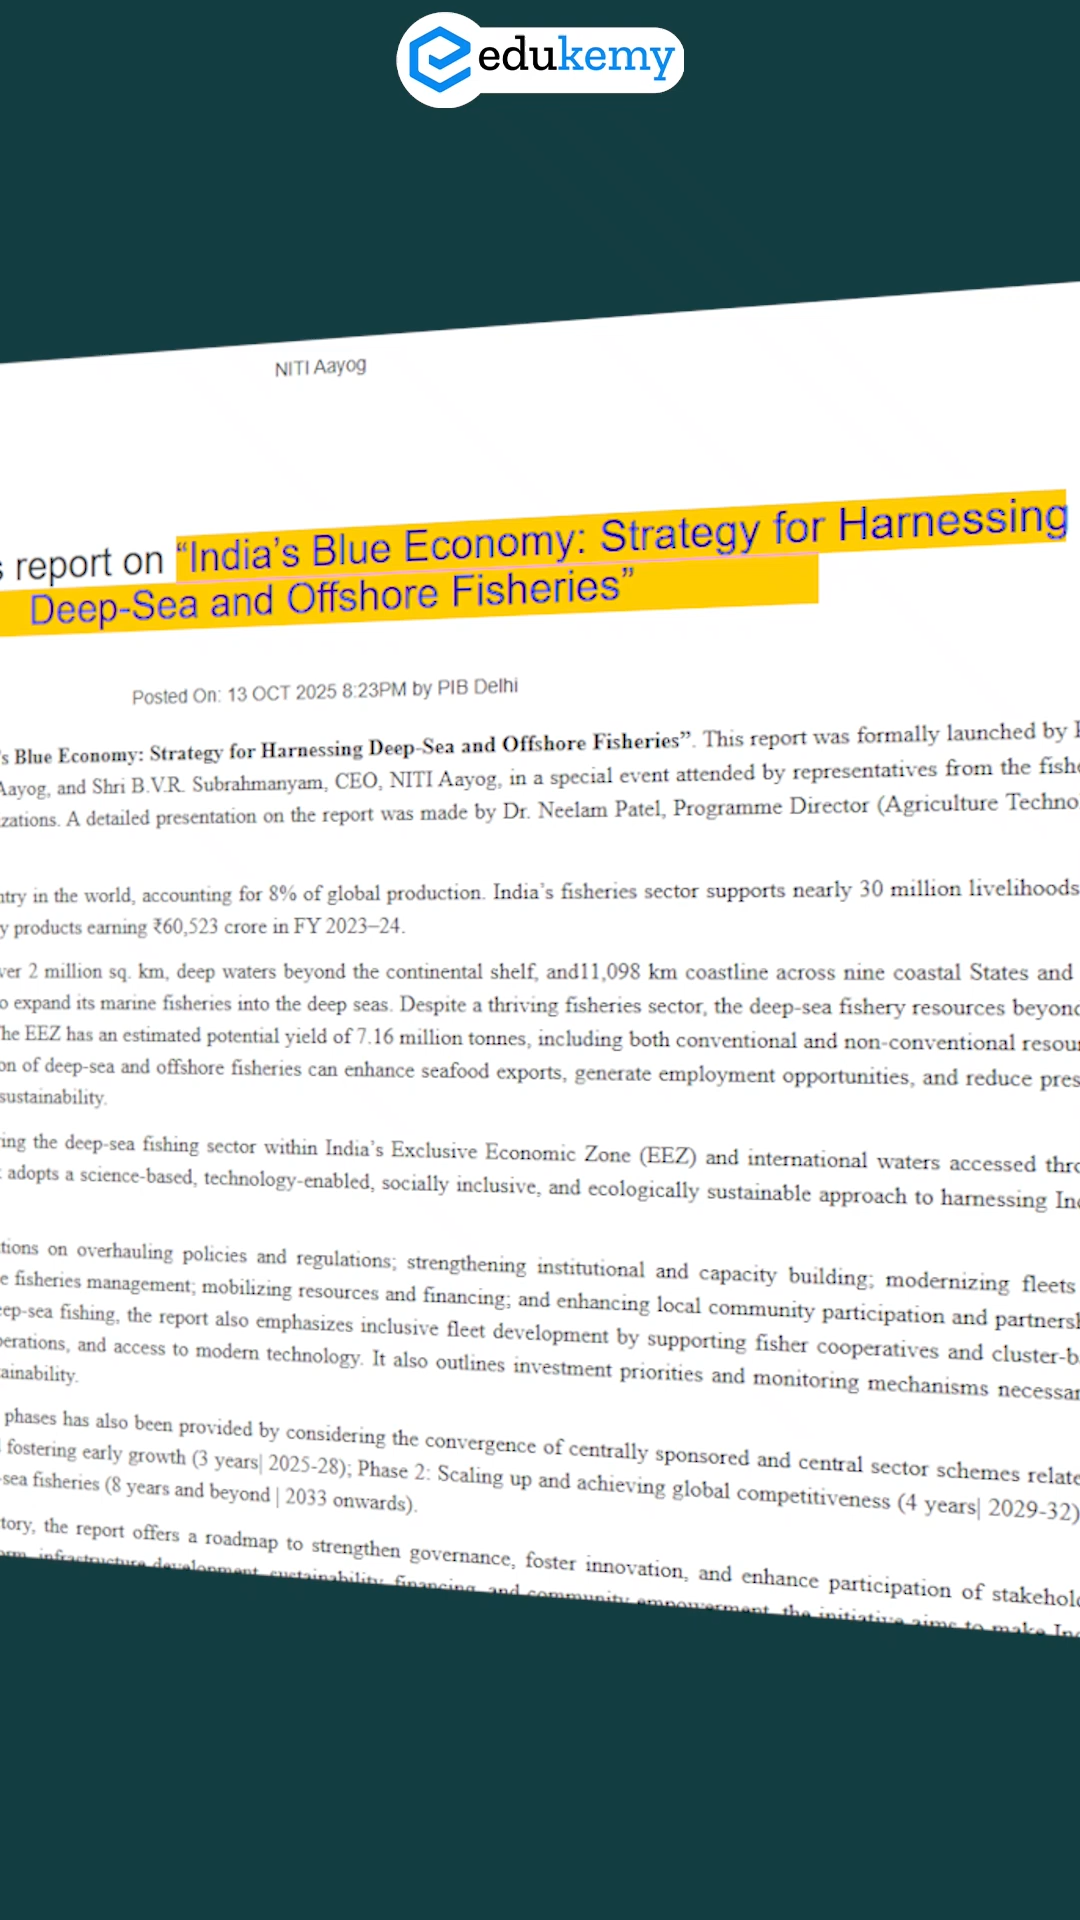 edukemy
NITI Aayog
report on “India’s Blue Economy: Strategy for Harnessing
Deep-Sea and Offshore Fisheries”
Posted On: 13 OCT 2025 8:23PM by PIB Delhi
’s Blue Economy: Strategy for Harnessing Deep-Sea and Offshore Fisheries”. This report was formally launched by
Aayog, and Shri B.V.R. Subrahmanyam, CEO, NITI Aayog, in a special event attended by representatives from the
zations. A detailed presentation on the report was made by Dr. Neelam Patel, Programme Director (Agriculture
in the world, accounting for 8% of global production. India’s fisheries sector supports nearly 30 million livelihoods
y products earning ₹60,523 crore in FY 2023–24.
ver 2 million sq. km, deep waters beyond the continental shelf, and11,098 km coastline across nine coastal States and
o expand its marine fisheries into the deep seas. Despite a thriving fisheries sector, the deep-sea fishery resources
The EEZ has an estimated potential yield of 7.16 million tonnes, including both conventional and non-conventional
on of deep-sea and offshore fisheries can enhance seafood exports, generate employment opportunities, and reduce
sustainability.
ing the deep-sea fishing sector within India’s Exclusive Economic Zone (EEZ) and international waters accessed
adopts a science-based, technology-enabled, socially inclusive, and ecologically sustainable approach to harnessing
tions on overhauling policies and regulations; strengthening institutional and capacity building; modernizing fleets
e fisheries management; mobilizing resources and financing; and enhancing local community participation and
eep-sea fishing, the report also emphasizes inclusive fleet development by supporting fisher cooperatives and
perations, and access to modern technology. It also outlines investment priorities and monitoring mechanisms
ainability.
phases has also been provided by considering the convergence of centrally sponsored and central sector schemes
fostering early growth (3 years| 2025-28); Phase 2: Scaling up and achieving global competitiveness (4 years| 2029-32)
-sea fisheries (8 years and beyond | 2033 onwards).
tory, the report offers a roadmap to strengthen governance, foster innovation, and enhance participation of
infrastructure development, sustainability, financing, and community empowerment, the initiative aims to make